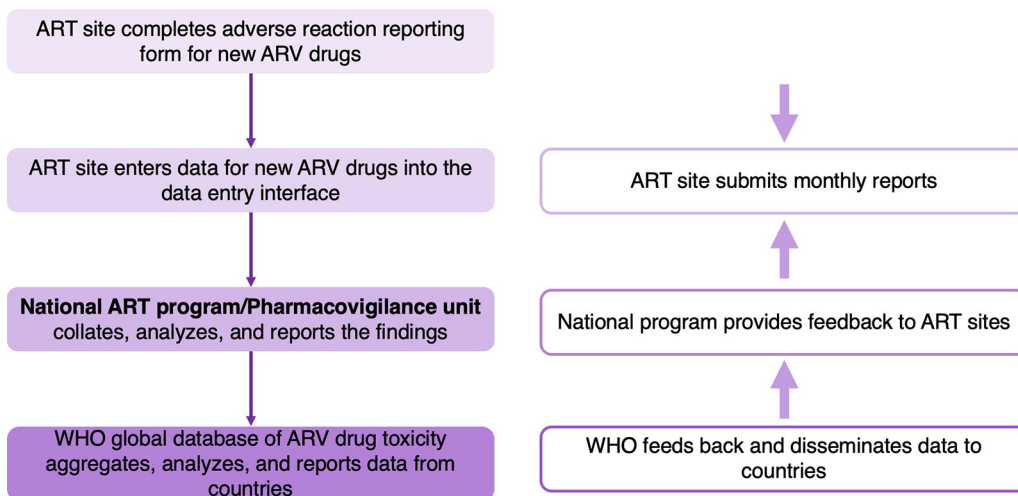 ART site completes adverse reaction reporting
form for new ARV drugs
ART site enters data for new ARV drugs into the
data entry interface
National ART program/Pharmacovigilance unit
collates, analyzes, and reports the findings
WHO global database of ARV drug toxicity
aggregates, analyzes, and reports data from
countries
ART site submits monthly reports
National program provides feedback to ART sites
WHO feeds back and disseminates data to
countries